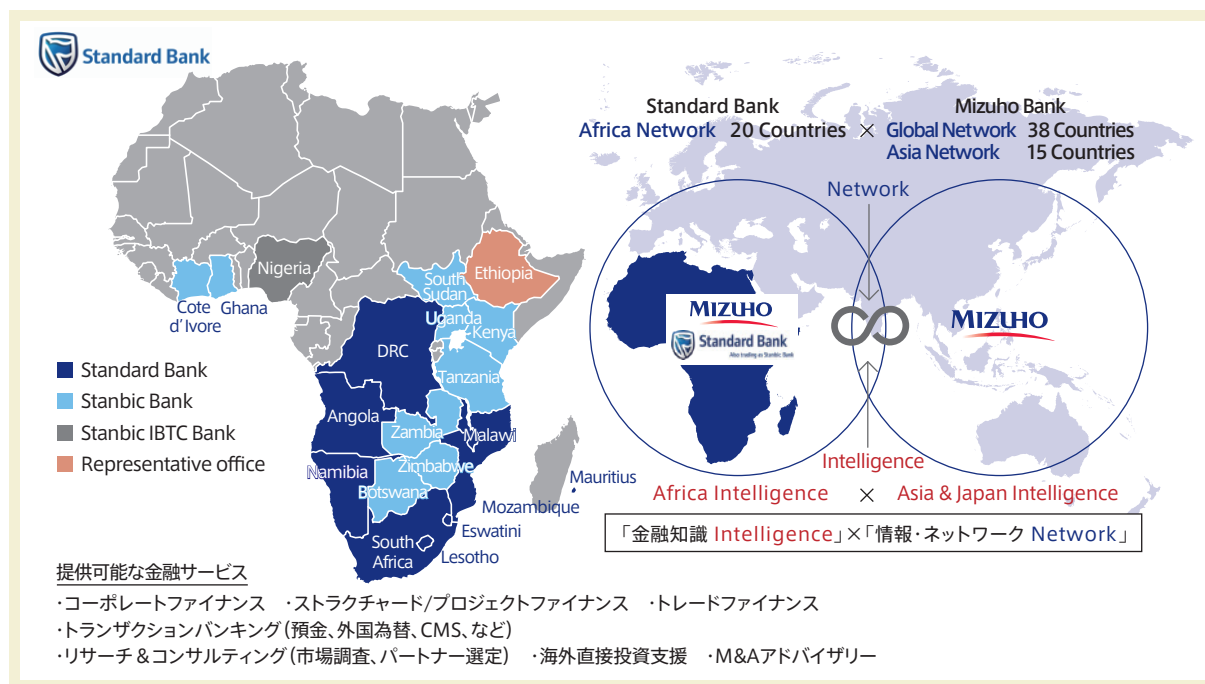 Standard Bank
Standard Bank
Africa Network 20 Countries
×
Mizuho Bank
Global Network 38 Countries
Asia Network 15 Countries
Network
Nigeria
Ethiopia
South
Sudan
Cote
d'Ivore
Ghana
Uganda
Kenya
DRC
Tanzania
Angola
Zambia
Malawi
Namibia
Zimbabwe
Botswana
Mauritius
Mozambique
Eswatini
South
Africa
Lesotho
Standard Bank
Stanbic Bank
Stanbic IBTC Bank
Representative office
MIZUHO
Standard Bank
Also trading as Stanbic Bank
MIZUHO
Intelligence
Africa Intelligence × Asia & Japan Intelligence
「金融知識 Intelligence」×「情報・ネットワーク Network」
提供可能な金融サービス
・コーポレートファイナンス ・ストラクチャード/プロジェクトファイナンス ・トレードファイナンス
・トランザクションバンキング(預金、外国為替、CMS、など)
・リサーチ&コンサルティング(市場調査、パートナー選定) ・海外直接投資支援 ・M&Aアドバイザリー